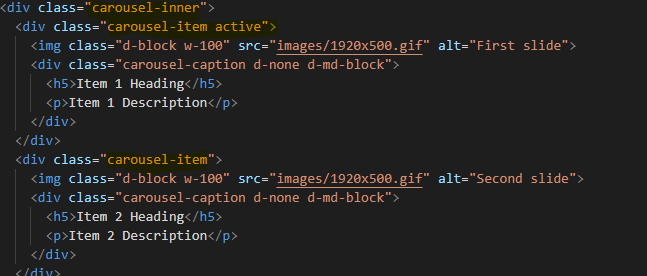 <div class="carousel-inner">
<div class="carousel-item active">
<img class="d-block w-100" src="images/1920x500.gif" alt="First slide">
<div class="carousel-caption d-none d-md-block">
<h5>Item 1 Heading</h5>
<p>Item 1 Description</p>
</div>
</div>
<div class="carousel-item">
<img class="d-block w-100" src="images/1920x500.gif" alt="Second slide">
<div class="carousel-caption d-none d-md-block">
<h5>Item 2 Heading</h5>
<p>Item 2 Description</p>
</div>
</div>